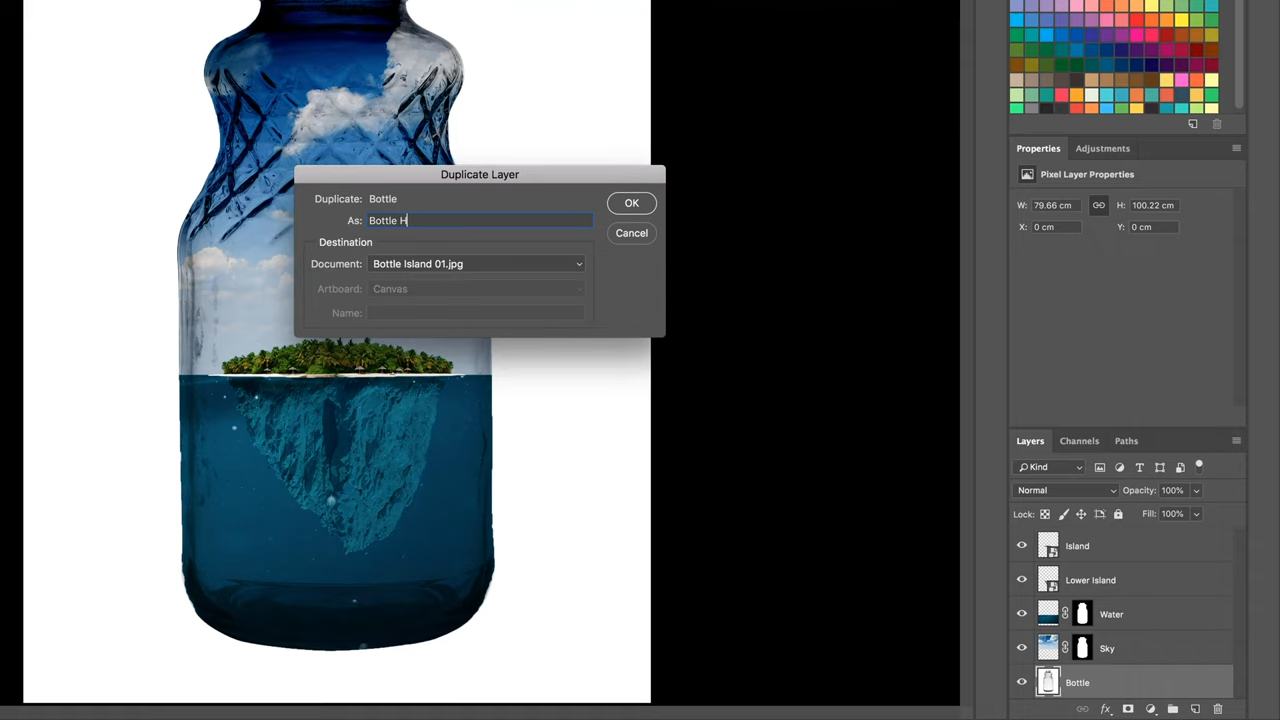 Duplicate Layer
Duplicate: Bottle
OK
As: Bottle H
Cancel
Destination
Document: Bottle Island 01.jpg
Artboard: Canvas
Name:
Properties
Adjustments
Pixel Layer Properties
W: 79.66 cm H: 100.22 cm
X: 0 cm Y: 0 cm
Layers Channels Paths
Kind
Normal Opacity: 100%
Lock: Fill: 100%
Island
Lower Island
Water
Sky
Bottle
fx